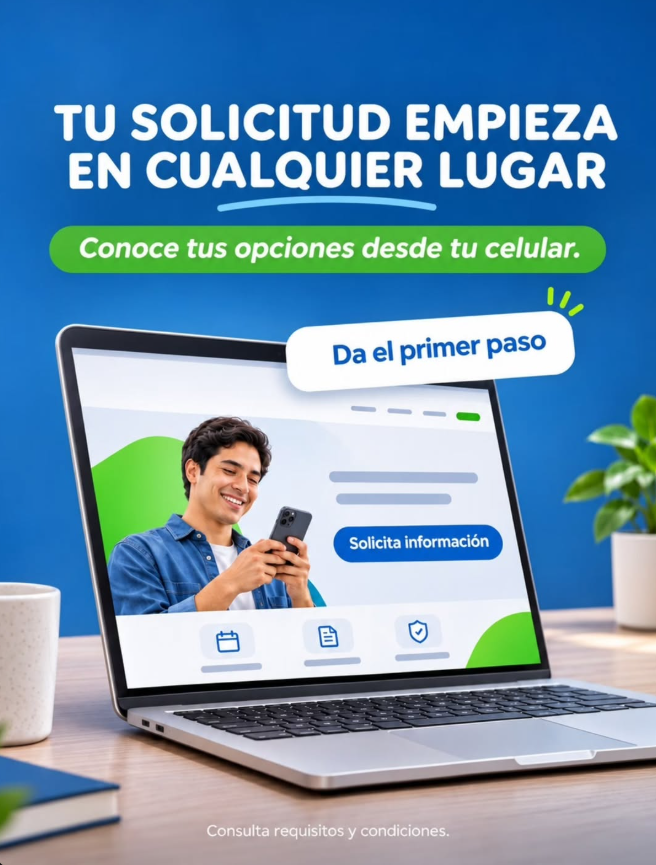 TU SOLICITUD EMPIEZA
EN CUALQUIER LUGAR
Conoce tus opciones desde tu celular.
Da el primer paso
Solicita información
Consulta requisitos y condiciones.